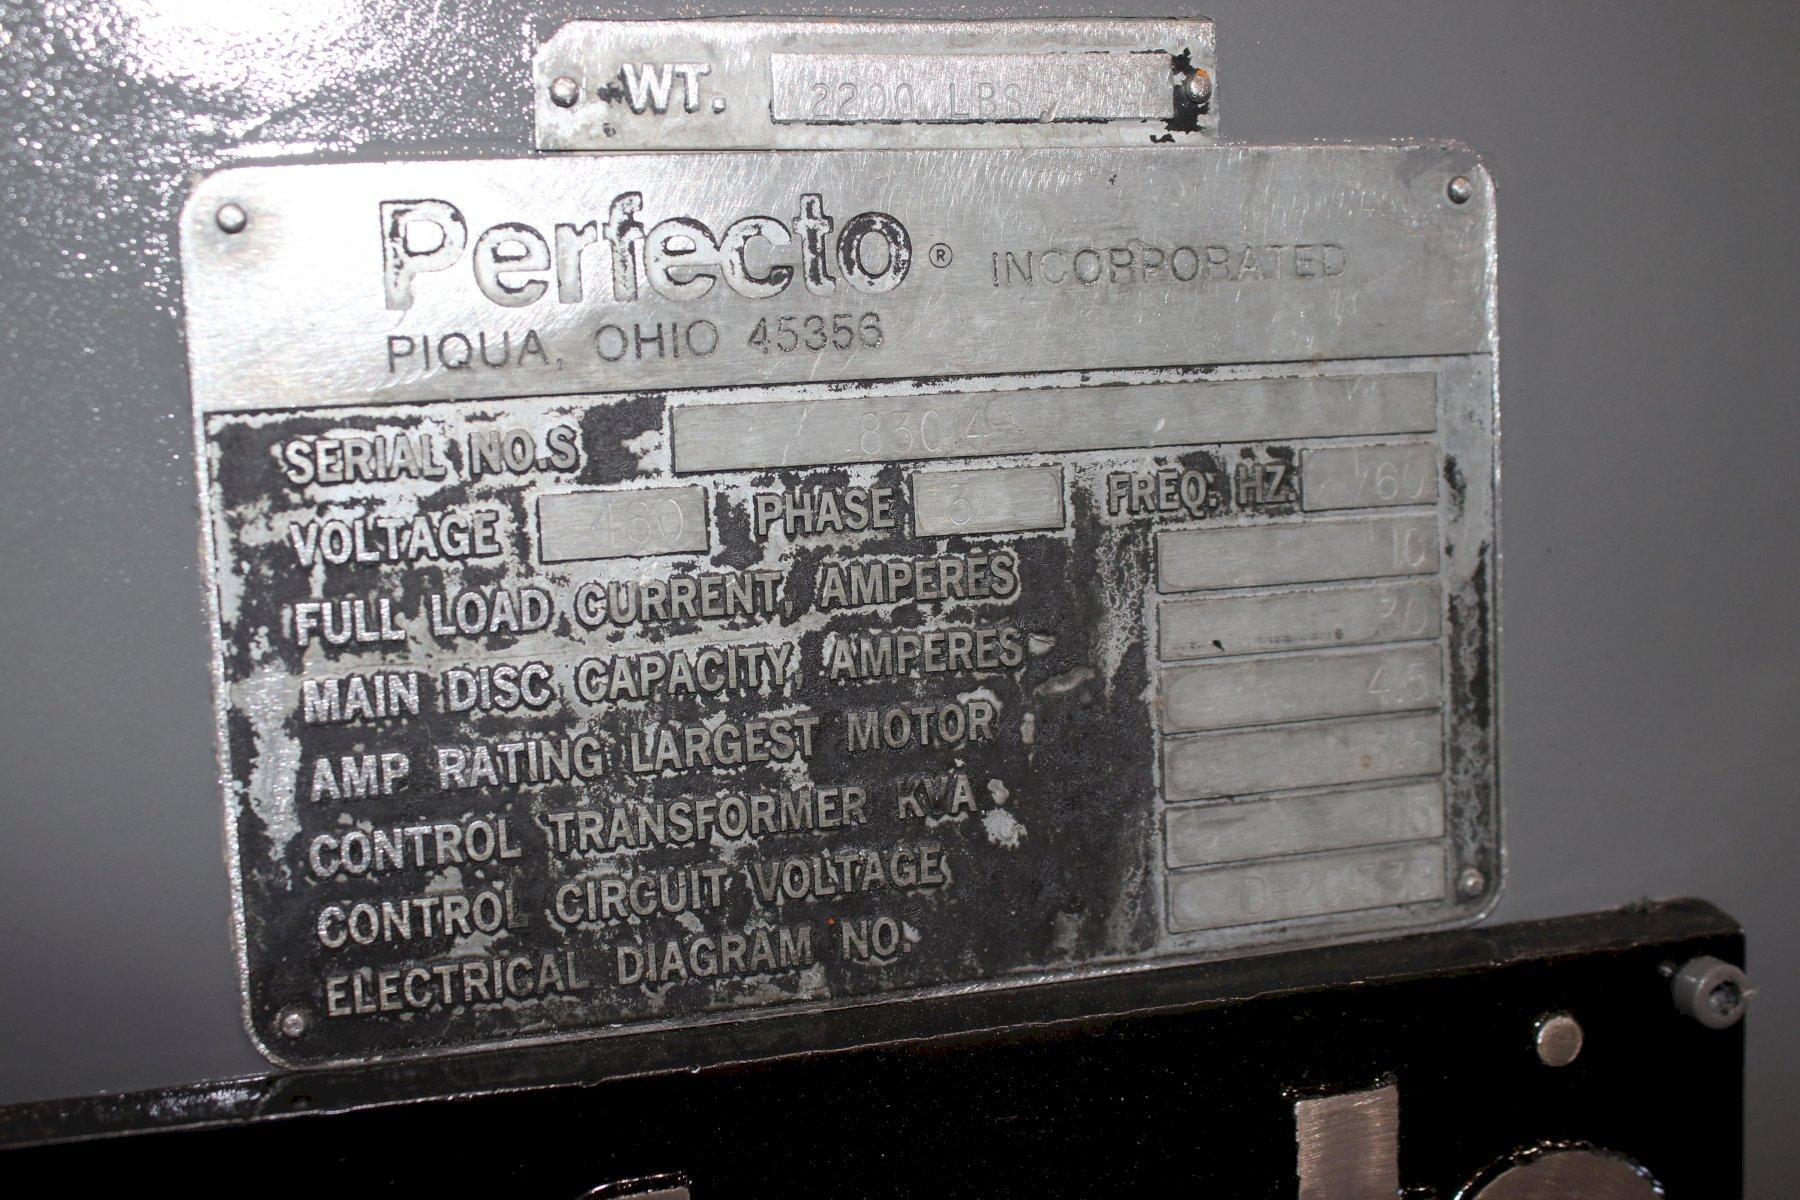 WT. 2200 LBS
Perfecto ® INCORPORATED
PIQUA, OHIO 45356
SERIAL NO.S 83014
VOLTAGE 460 PHASE 3 FREQ. HZ. 60
FULL LOAD CURRENT, AMPERES 10
MAIN DISC CAPACITY, AMPERES 30
AMP RATING LARGEST MOTOR 4.5
CONTROL TRANSFORMER KVA
CONTROL CIRCUIT VOLTAGE
ELECTRICAL DIAGRAM NO.